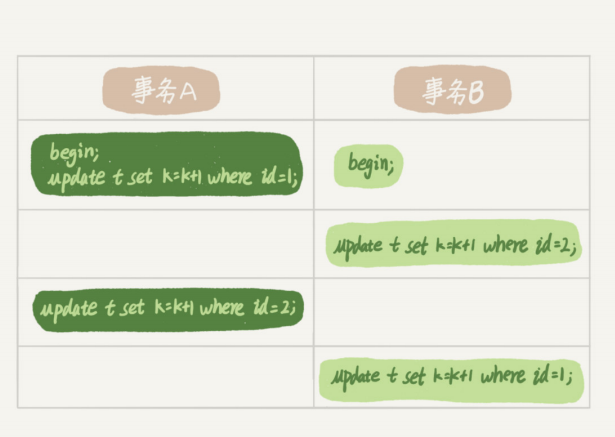 事务A
事务B
begin;
update t set k=k+1 where id=1;
begin;
update t set k=k+1 where id=2;
update t set k=k+1 where id=2;
update t set k=k+1 where id=1;